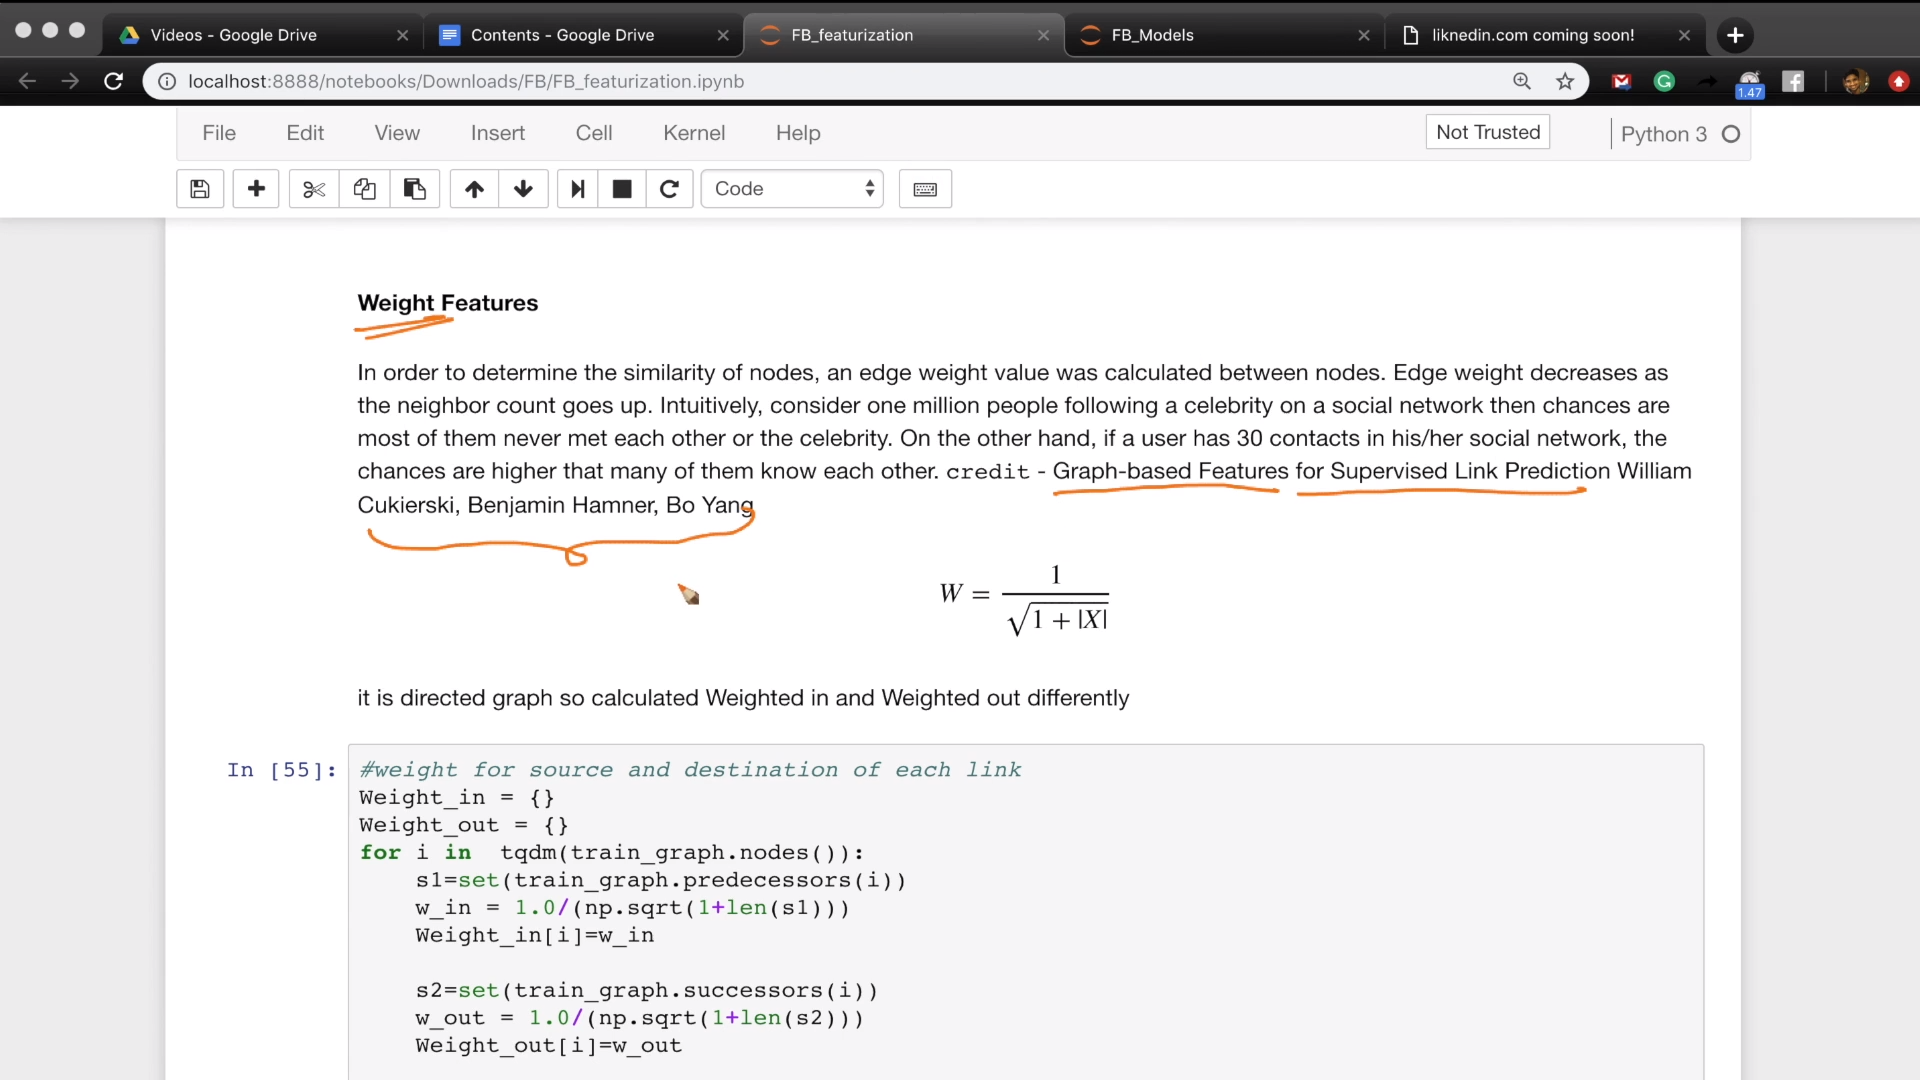 Videos - Google Drive
Contents - Google Drive
FB_featurization
FB_Models
liknedin.com coming soon!
localhost:8888/notebooks/Downloads/FB/FB_featurization.ipynb
1.47
File Edit View Insert Cell Kernel Help Not Trusted Python 3
Code
Weight Features
In order to determine the similarity of nodes, an edge weight value was calculated between nodes. Edge weight decreases as
the neighbor count goes up. Intuitively, consider one million people following a celebrity on a social network then chances are
most of them never met each other or the celebrity. On the other hand, if a user has 30 contacts in his/her social network, the
chances are higher that many of them know each other. credit - Graph-based Features for Supervised Link Prediction William
Cukierski, Benjamin Hamner, Bo Yang
W = 1 / √1 + |X|
it is directed graph so calculated Weighted in and Weighted out differently
In [55]:
#weight for source and destination of each link
Weight_in = {}
Weight_out = {}
for i in  tqdm(train_graph.nodes()):
    s1=set(train_graph.predecessors(i))
    w_in = 1.0/(np.sqrt(1+len(s1)))
    Weight_in[i]=w_in
    s2=set(train_graph.successors(i))
    w_out = 1.0/(np.sqrt(1+len(s2)))
    Weight_out[i]=w_out